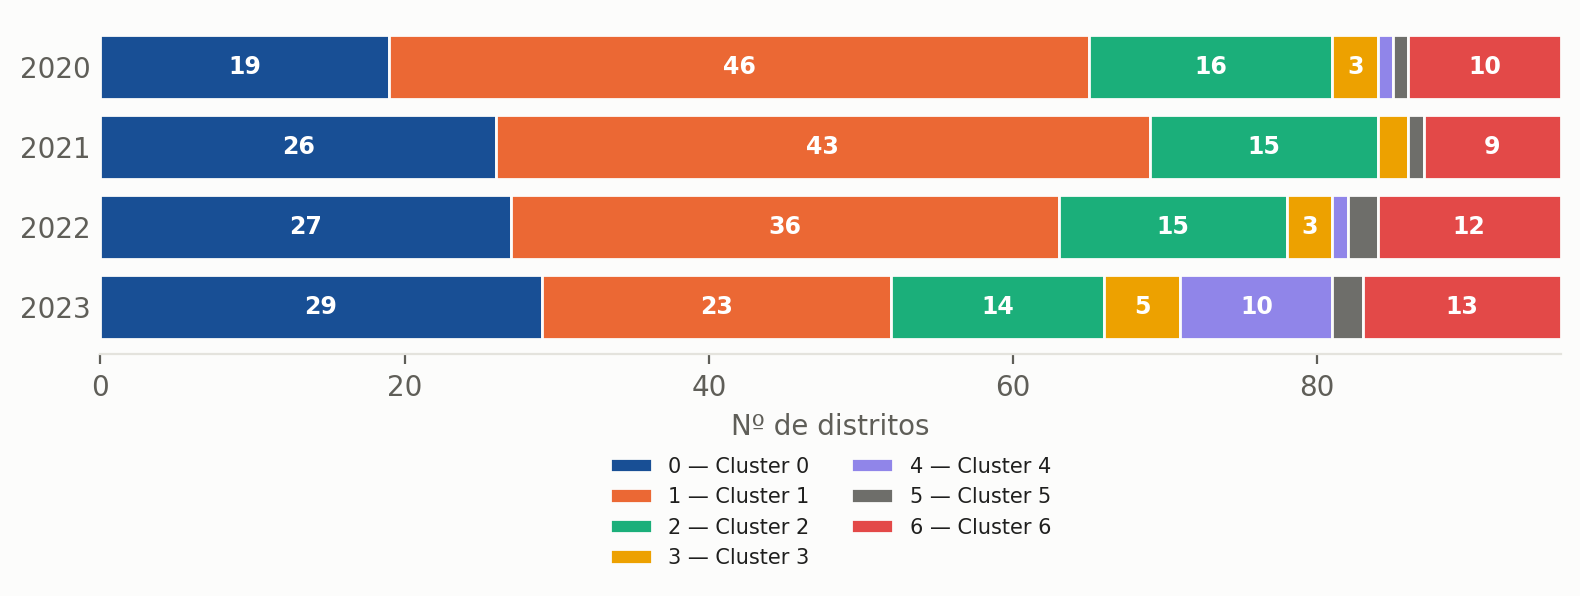 2020 19 46 16 3 10
2021 26 43 15 9
2022 27 36 15 3 12
2023 29 23 14 5 10 13
0 20 40 60 80
Nº de distritos
0 — Cluster 0
1 — Cluster 1
2 — Cluster 2
3 — Cluster 3
4 — Cluster 4
5 — Cluster 5
6 — Cluster 6